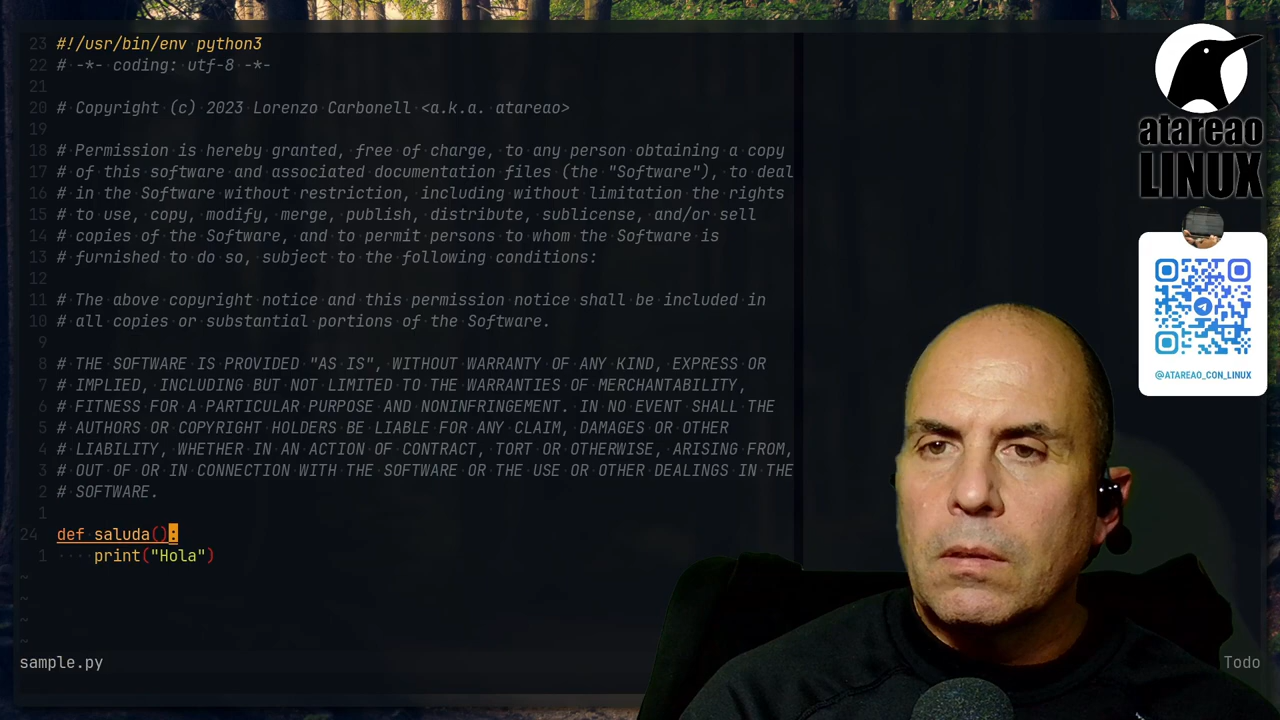 23 #!/usr/bin/env python3
22 # -*- coding: utf-8 -*-
21
20 # Copyright (c) 2023 Lorenzo Carbonell <a.k.a. atareao>
19
18 # Permission is hereby granted, free of charge, to any person obtaining a copy
17 # of this software and associated documentation files (the "Software"), to deal
16 # in the Software without restriction, including without limitation the rights
15 # to use, copy, modify, merge, publish, distribute, sublicense, and/or sell
14 # copies of the Software, and to permit persons to whom the Software is
13 # furnished to do so, subject to the following conditions:
12
11 # The above copyright notice and this permission notice shall be included in
10 # all copies or substantial portions of the Software.
9
8 # THE SOFTWARE IS PROVIDED "AS IS", WITHOUT WARRANTY OF ANY KIND, EXPRESS OR
7 # IMPLIED, INCLUDING BUT NOT LIMITED TO THE WARRANTIES OF MERCHANTABILITY,
6 # FITNESS FOR A PARTICULAR PURPOSE AND NONINFRINGEMENT. IN NO EVENT SHALL THE
5 # AUTHORS OR COPYRIGHT HOLDERS BE LIABLE FOR ANY CLAIM, DAMAGES OR OTHER
4 # LIABILITY, WHETHER IN AN ACTION OF CONTRACT, TORT OR OTHERWISE, ARISING FROM,
3 # OUT OF OR IN CONNECTION WITH THE SOFTWARE OR THE USE OR OTHER DEALINGS IN THE
2 # SOFTWARE.
1
24 def saluda():
1 ····print("Hola")
~
~
~
~
sample.py
Todo
atareao
LINUX
@ATAREAO_CON_LINUX